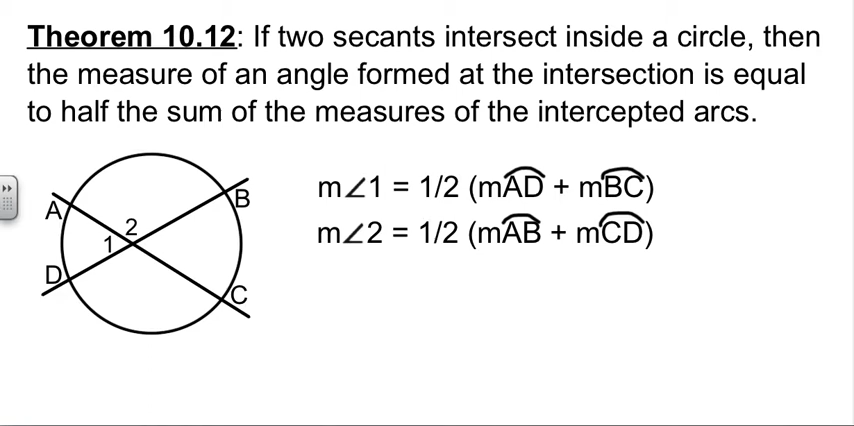 Theorem 10.12: If two secants intersect inside a circle, then
the measure of an angle formed at the intersection is equal
to half the sum of the measures of the intercepted arcs.
A
B
1
2
D
C
m∠1 = 1/2 (mAD + mBC)
m∠2 = 1/2 (mAB + mCD)